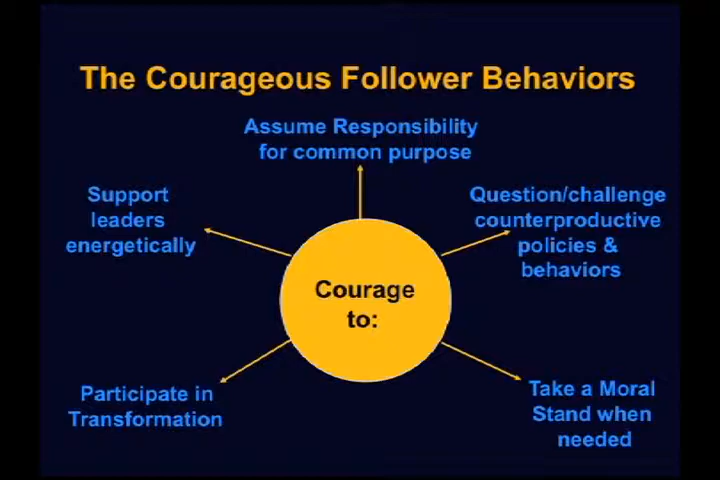 The Courageous Follower Behaviors
Assume Responsibility
for common purpose
Support
leaders
energetically
Question/challenge
counterproductive
policies &
behaviors
Courage
to:
Participate in
Transformation
Take a Moral
Stand when
needed